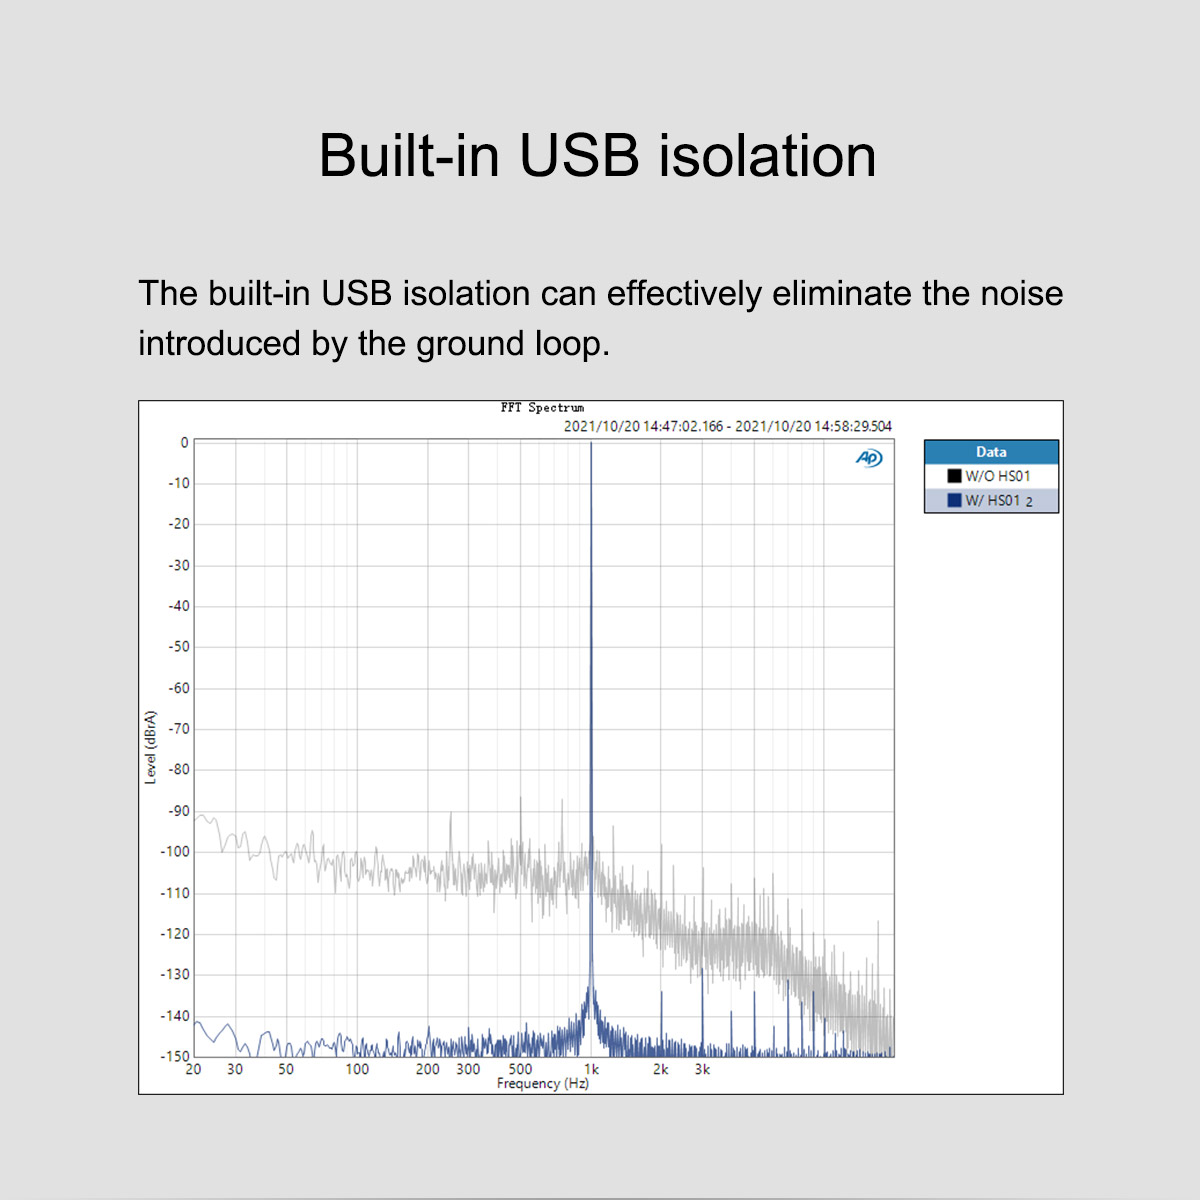 Built-in USB isolation
The built-in USB isolation can effectively eliminate the noise
introduced by the ground loop.
FFT Spectrum
2021/10/20 14:47:02.166 - 2021/10/20 14:58:29.504
AP
Data
W/O HS01
W/ HS01 2
Level (dBrA)
0
-10
-20
-30
-40
-50
-60
-70
-80
-90
-100
-110
-120
-130
-140
-150
20 30 50 100 200 300 500 1k 2k 3k
Frequency (Hz)